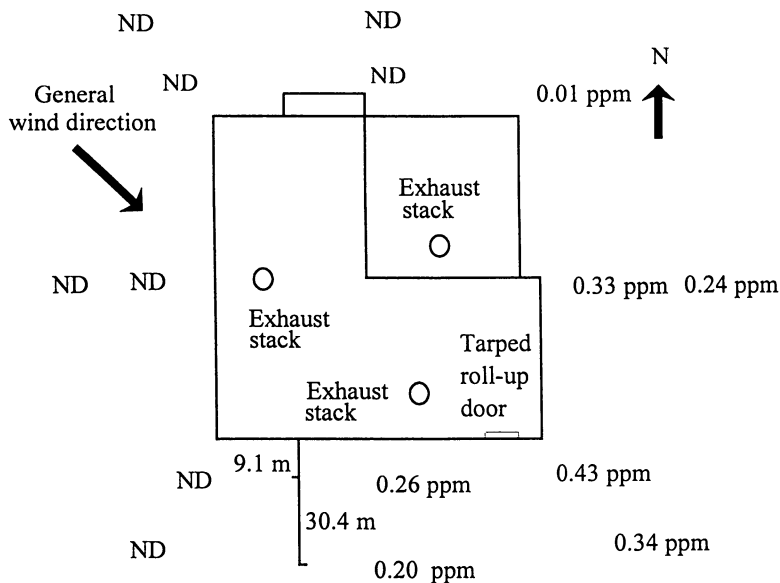 ND
ND
N
ND
ND
General
wind direction
0.01 ppm
Exhaust
stack
ND
ND
0.33 ppm
0.24 ppm
Exhaust
stack
Tarped
roll-up
door
Exhaust
stack
9.1 m
ND
0.26 ppm
0.43 ppm
30.4 m
ND
0.34 ppm
0.20 ppm